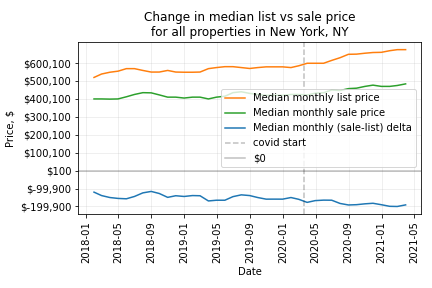 Change in median list vs sale price
for all properties in New York, NY
Price, $
$600,100
$500,100
$400,100
$300,100
$200,100
$100,100
$100
$-99,900
$-199,900
Median monthly list price
Median monthly sale price
Median monthly (sale-list) delta
covid start
$0
2018-01
2018-05
2018-09
2019-01
2019-05
2019-09
2020-01
2020-05
2020-09
2021-01
2021-05
Date